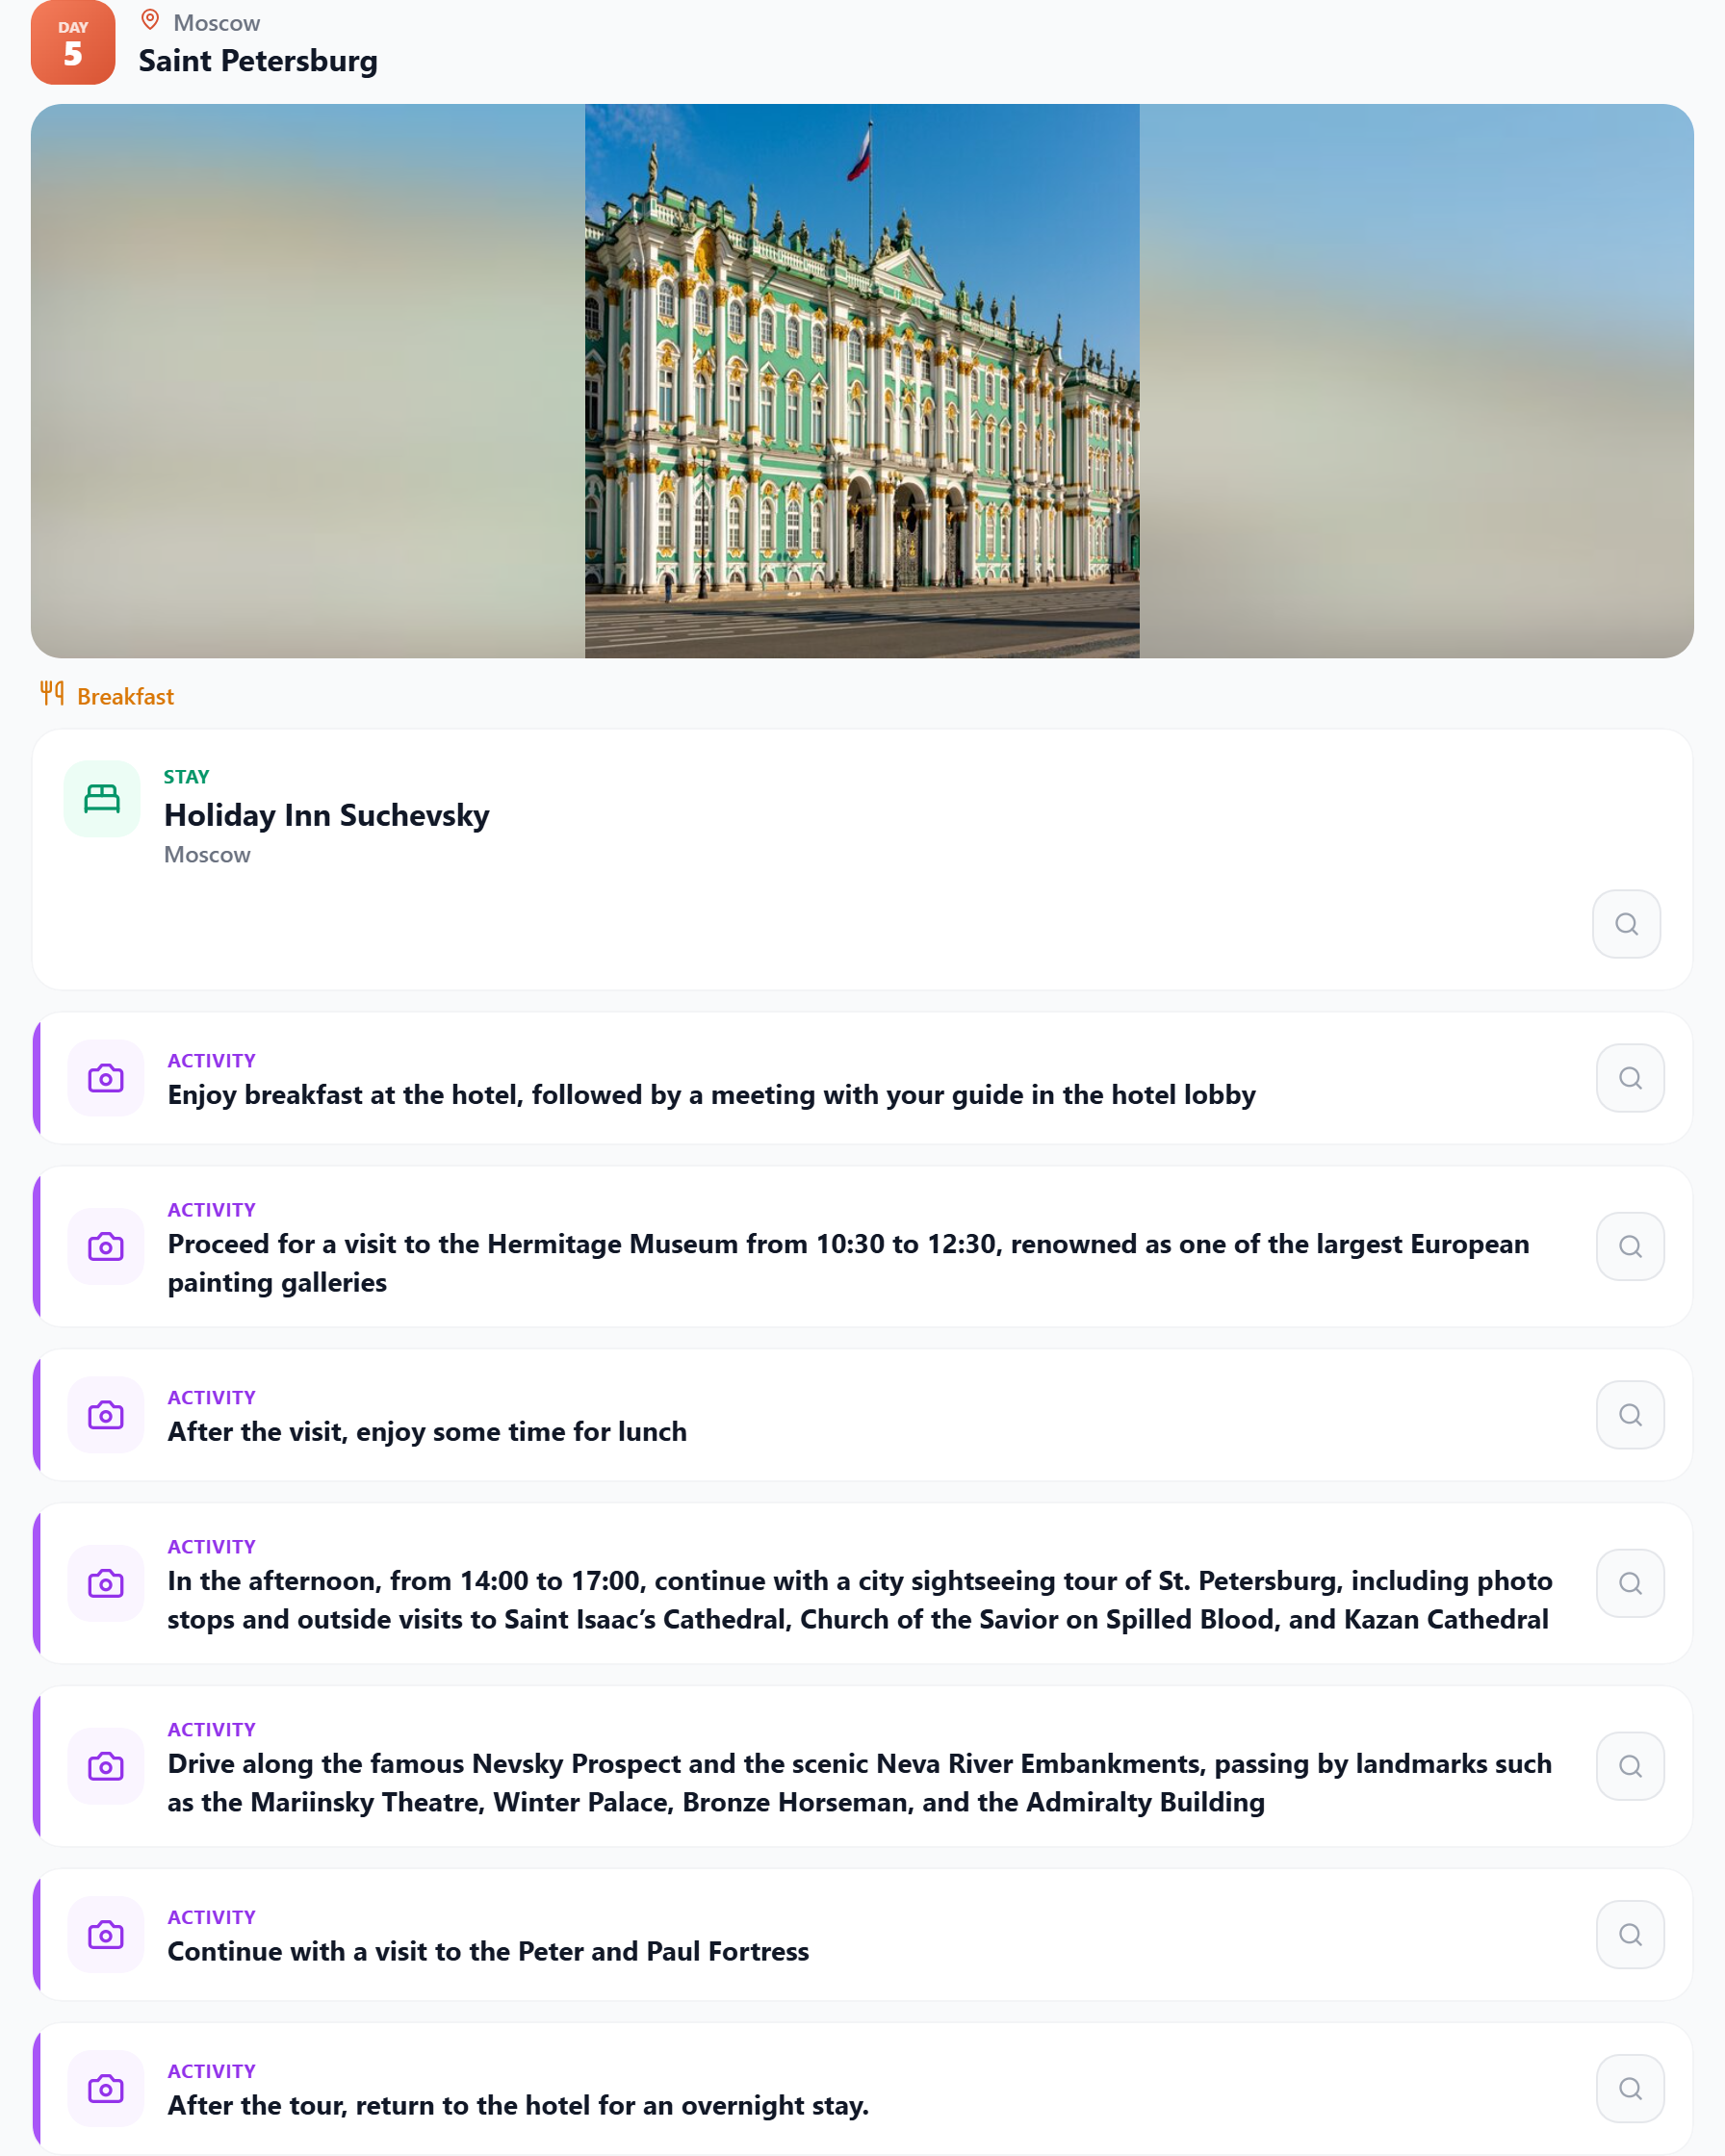 DAY
5
Moscow
Saint Petersburg
Breakfast
STAY
Holiday Inn Suchevsky
Moscow
ACTIVITY
Enjoy breakfast at the hotel, followed by a meeting with your guide in the hotel lobby
ACTIVITY
Proceed for a visit to the Hermitage Museum from 10:30 to 12:30, renowned as one of the largest European
painting galleries
ACTIVITY
After the visit, enjoy some time for lunch
ACTIVITY
In the afternoon, from 14:00 to 17:00, continue with a city sightseeing tour of St. Petersburg, including photo
stops and outside visits to Saint Isaac’s Cathedral, Church of the Savior on Spilled Blood, and Kazan Cathedral
ACTIVITY
Drive along the famous Nevsky Prospect and the scenic Neva River Embankments, passing by landmarks such
as the Mariinsky Theatre, Winter Palace, Bronze Horseman, and the Admiralty Building
ACTIVITY
Continue with a visit to the Peter and Paul Fortress
ACTIVITY
After the tour, return to the hotel for an overnight stay.